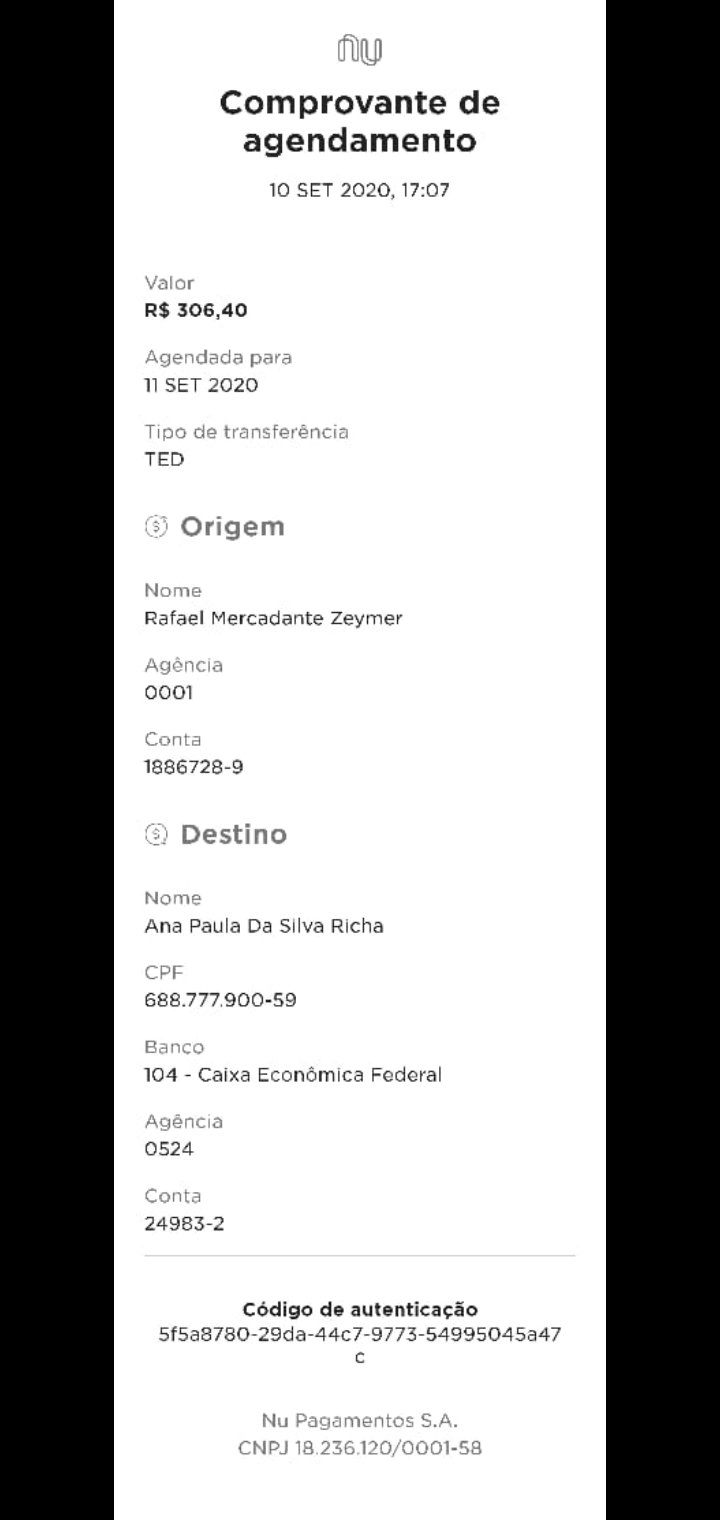 nu
Comprovante de
agendamento
10 SET 2020, 17:07
Valor
R$ 306,40
Agendada para
11 SET 2020
Tipo de transferência
TED
Origem
Nome
Rafael Mercadante Zeymer
Agência
0001
Conta
1886728-9
Destino
Nome
Ana Paula Da Silva Richa
CPF
688.777.900-59
Banco
104 - Caixa Econômica Federal
Agência
0524
Conta
24983-2
Código de autenticação
5f5a8780-29da-44c7-9773-54995045a47
c
Nu Pagamentos S.A.
CNPJ 18.236.120/0001-58